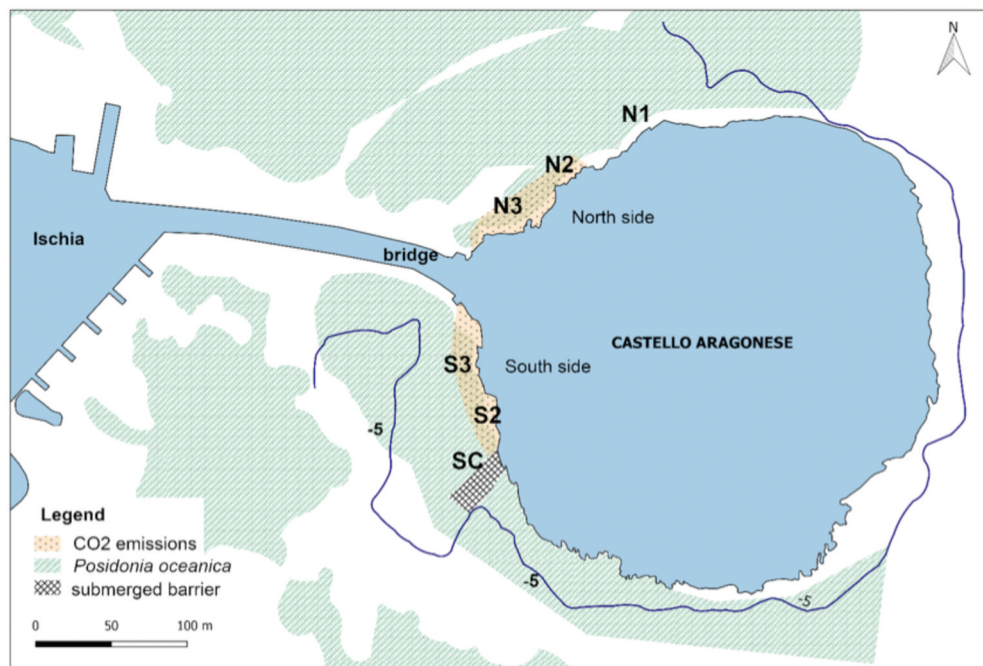 N
N1
N2
N3
North side
Ischia
bridge
CASTELLO ARAGONESE
S3
South side
S2
-5
SC
Legend
CO2 emissions
Posidonia oceanica
submerged barrier
-5
-5
0 50 100 m